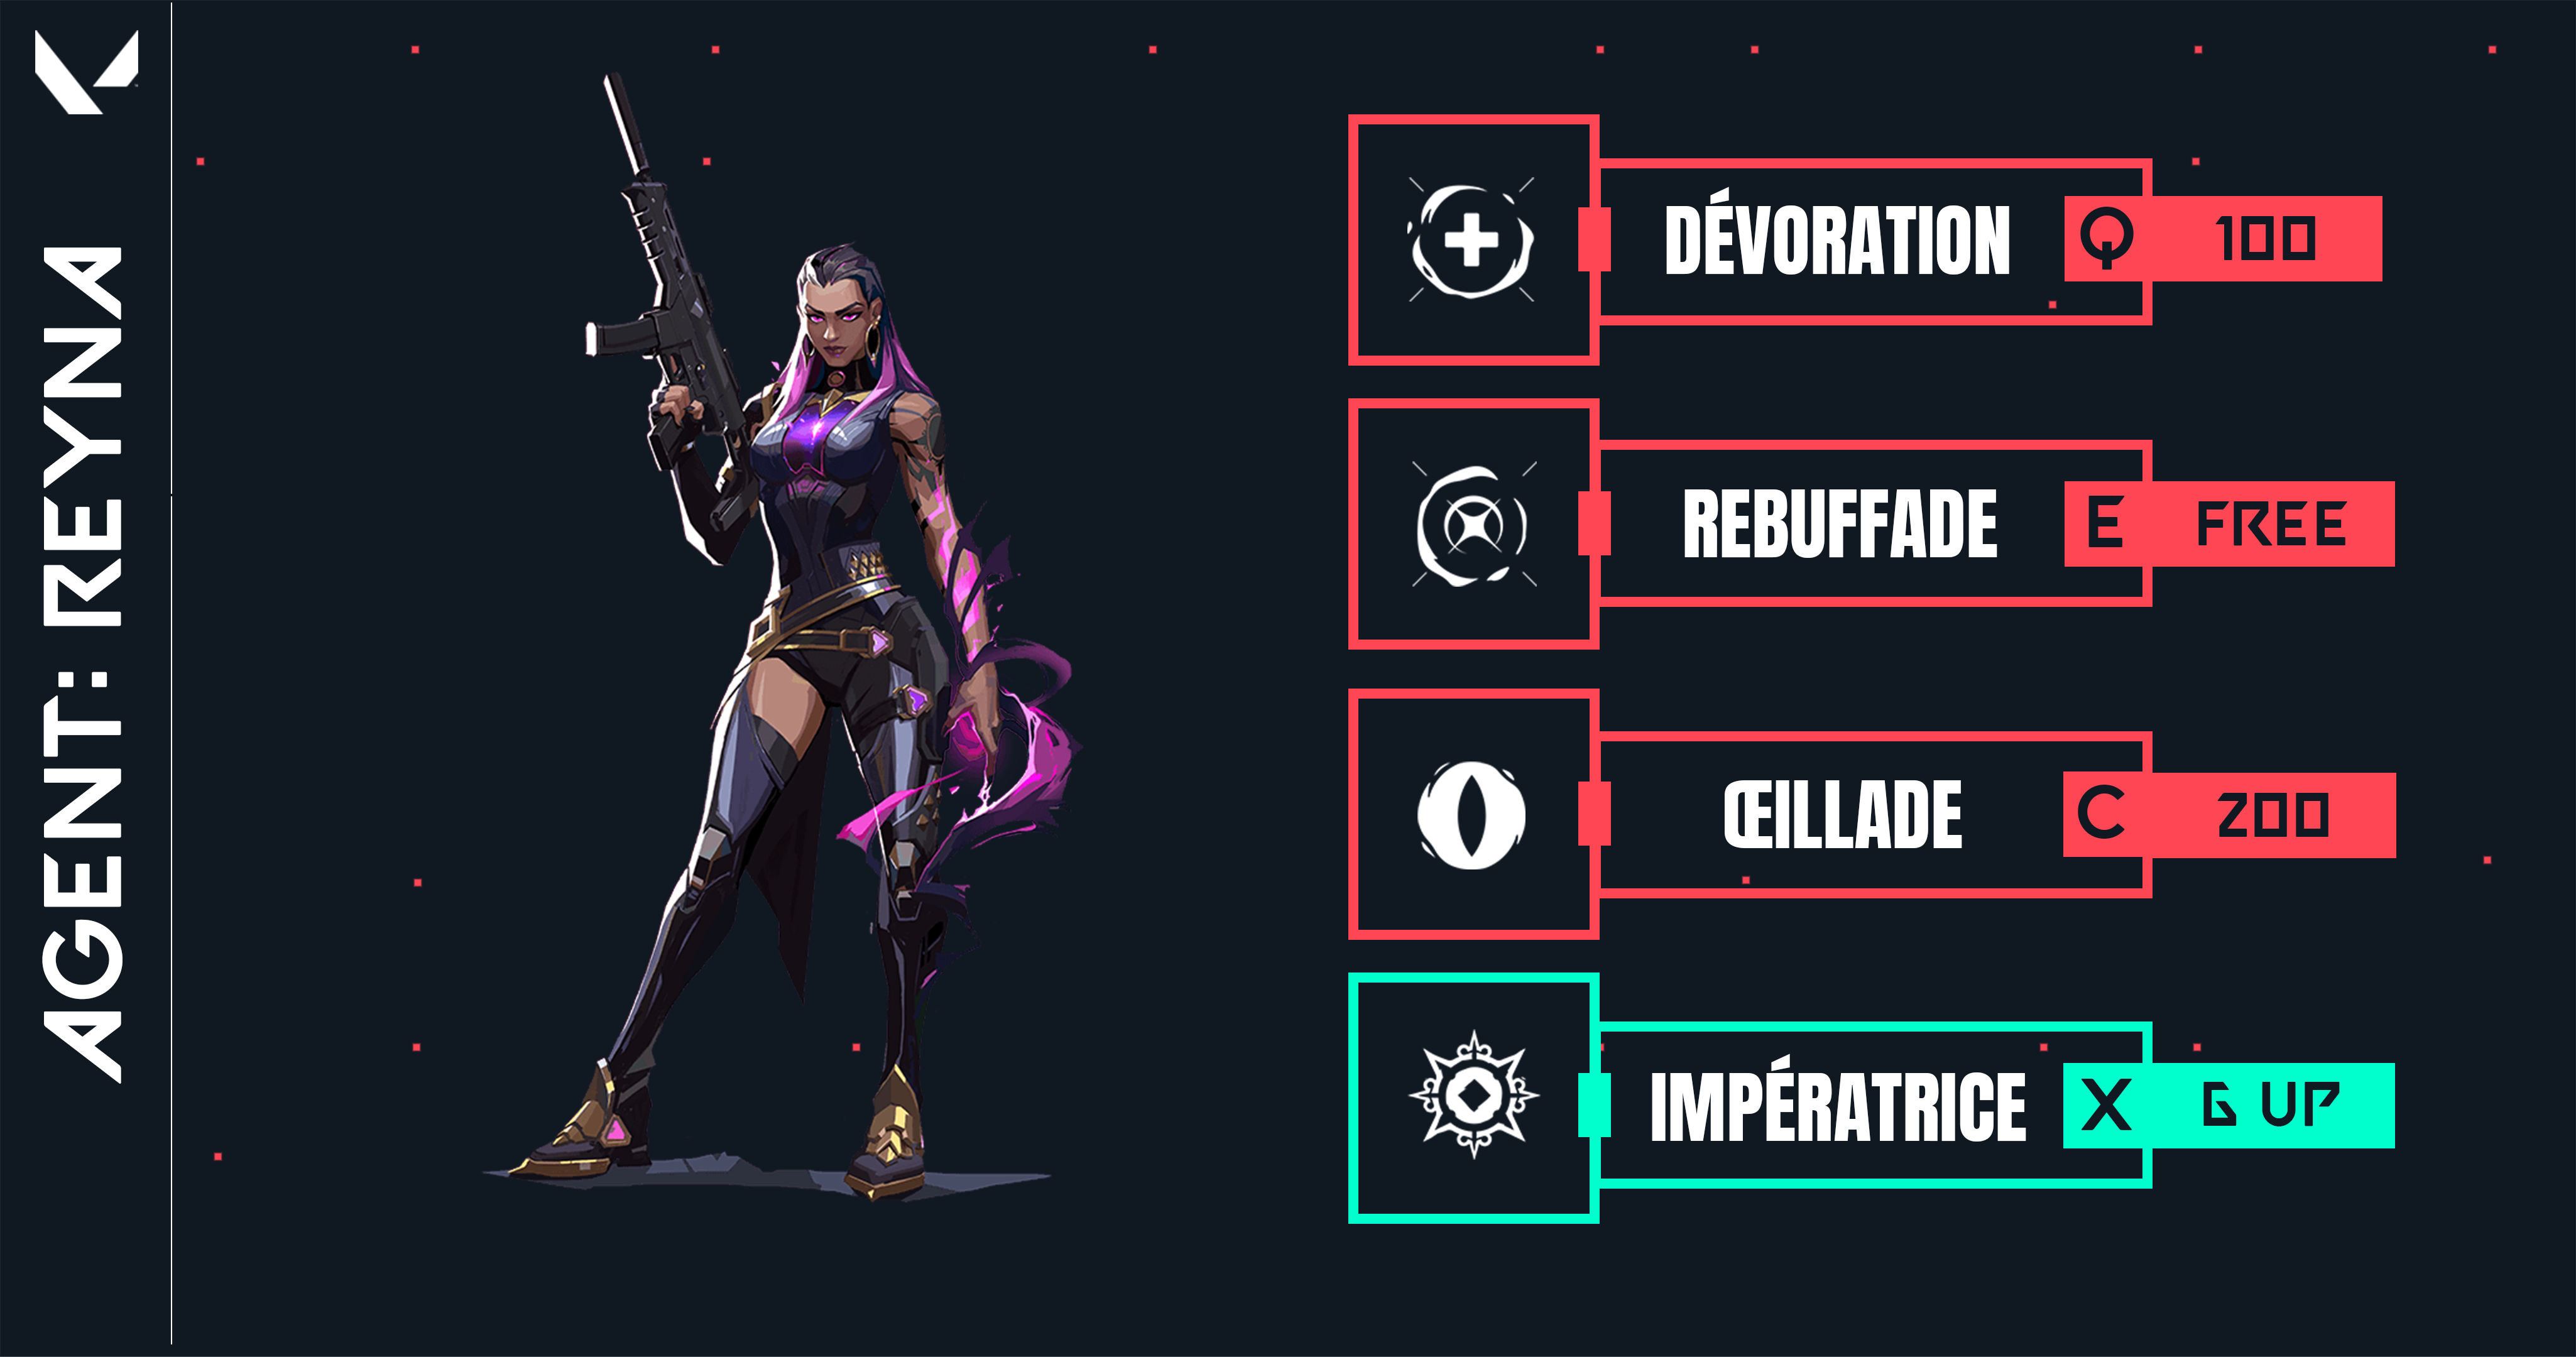 AGENT: REYNA
DÉVORATION Q 100
REBUFFADE E FREE
ŒILLADE C 200
IMPÉRATRICE X 6 UP